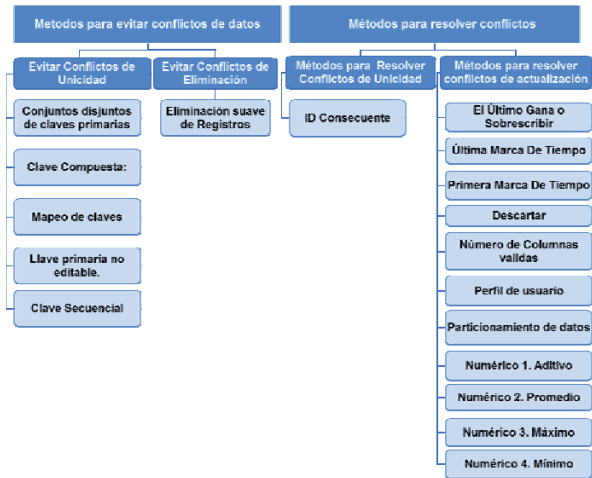 Metodos para evitar conflictos de datos
Métodos para resolver conflictos
Evitar Conflictos de
Unicidad
Evitar Conflictos de
Eliminación
Métodos para Resolver
Conflictos de Unicidad
Métodos para resolver
conflictos de actualización
Conjuntos disjuntos
de claves primarias
Clave Compuesta:
Mapeo de claves
Llave primaria no
editable.
Clave Secuencial
Eliminación suave
de Registros
ID Consecuente
El Último Gana o
Sobrescribir
Última Marca De Tiempo
Primera Marca De Tiempo
Descartar
Número de Columnas
validas
Perfil de usuario
Particionamiento de datos
Numérico 1. Aditivo
Numérico 2. Promedio
Numérico 3. Máximo
Numérico 4. Mínimo